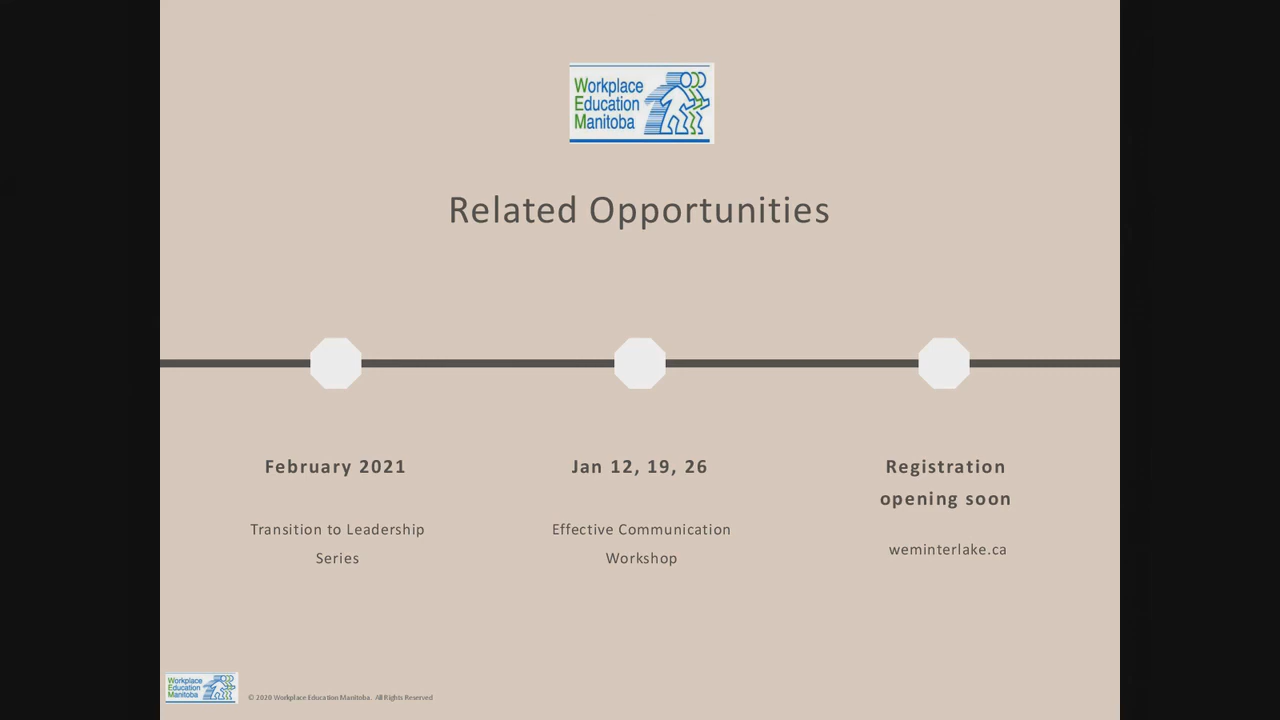 Workplace
Education
Manitoba
Related Opportunities
February 2021
Transition to Leadership
Series
Jan 12, 19, 26
Effective Communication
Workshop
Registration
opening soon
weminterlake.ca
Workplace
Education
Manitoba
© 2020 Workplace Education Manitoba. All Rights Reserved